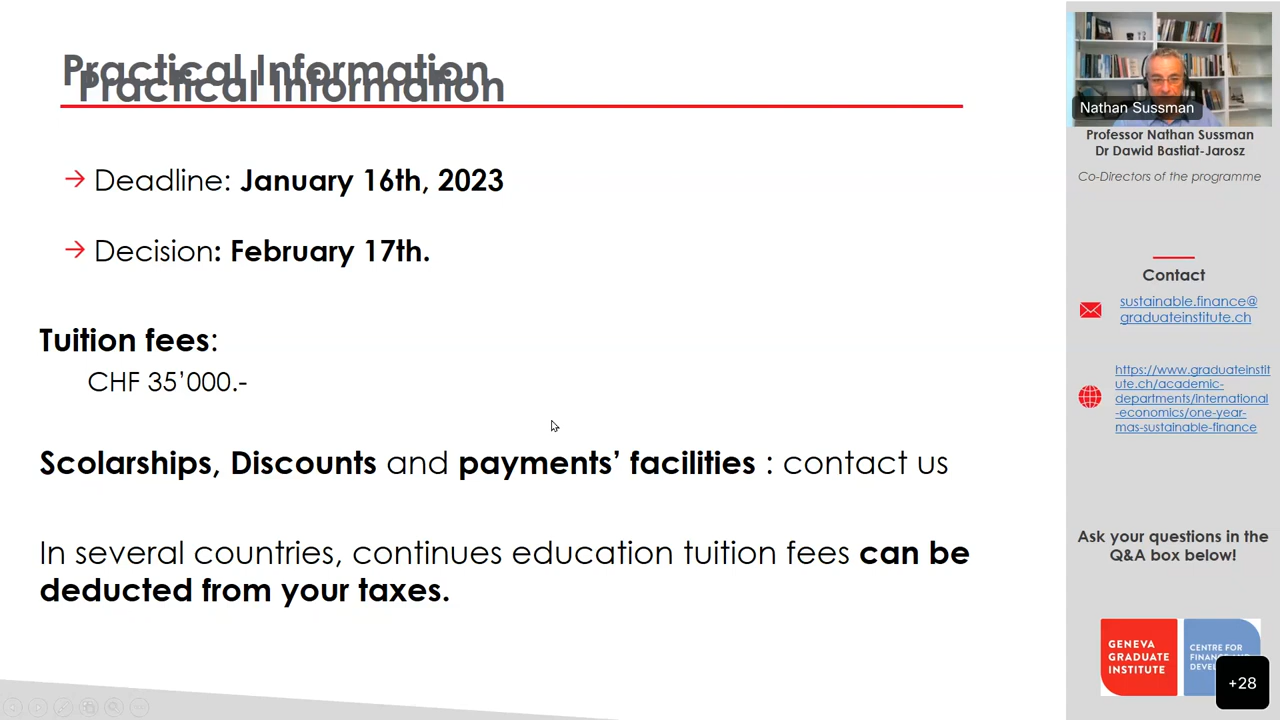 Practical Information
Practical Information
→ Deadline: January 16th, 2023
→ Decision: February 17th.
Tuition fees:
CHF 35’000.-
Scolarships, Discounts and payments’ facilities : contact us
In several countries, continues education tuition fees can be
deducted from your taxes.
Nathan Sussman
Professor Nathan Sussman
Dr Dawid Bastiat-Jarosz
Co-Directors of the programme
Contact
sustainable.finance@
graduateinstitute.ch
https://www.graduateinstit
ute.ch/academic-
departments/international
-economics/one-year-
mas-sustainable-finance
Ask your questions in the
Q&A box below!
GENEVA
GRADUATE
INSTITUTE
CENTRE FOR
+28